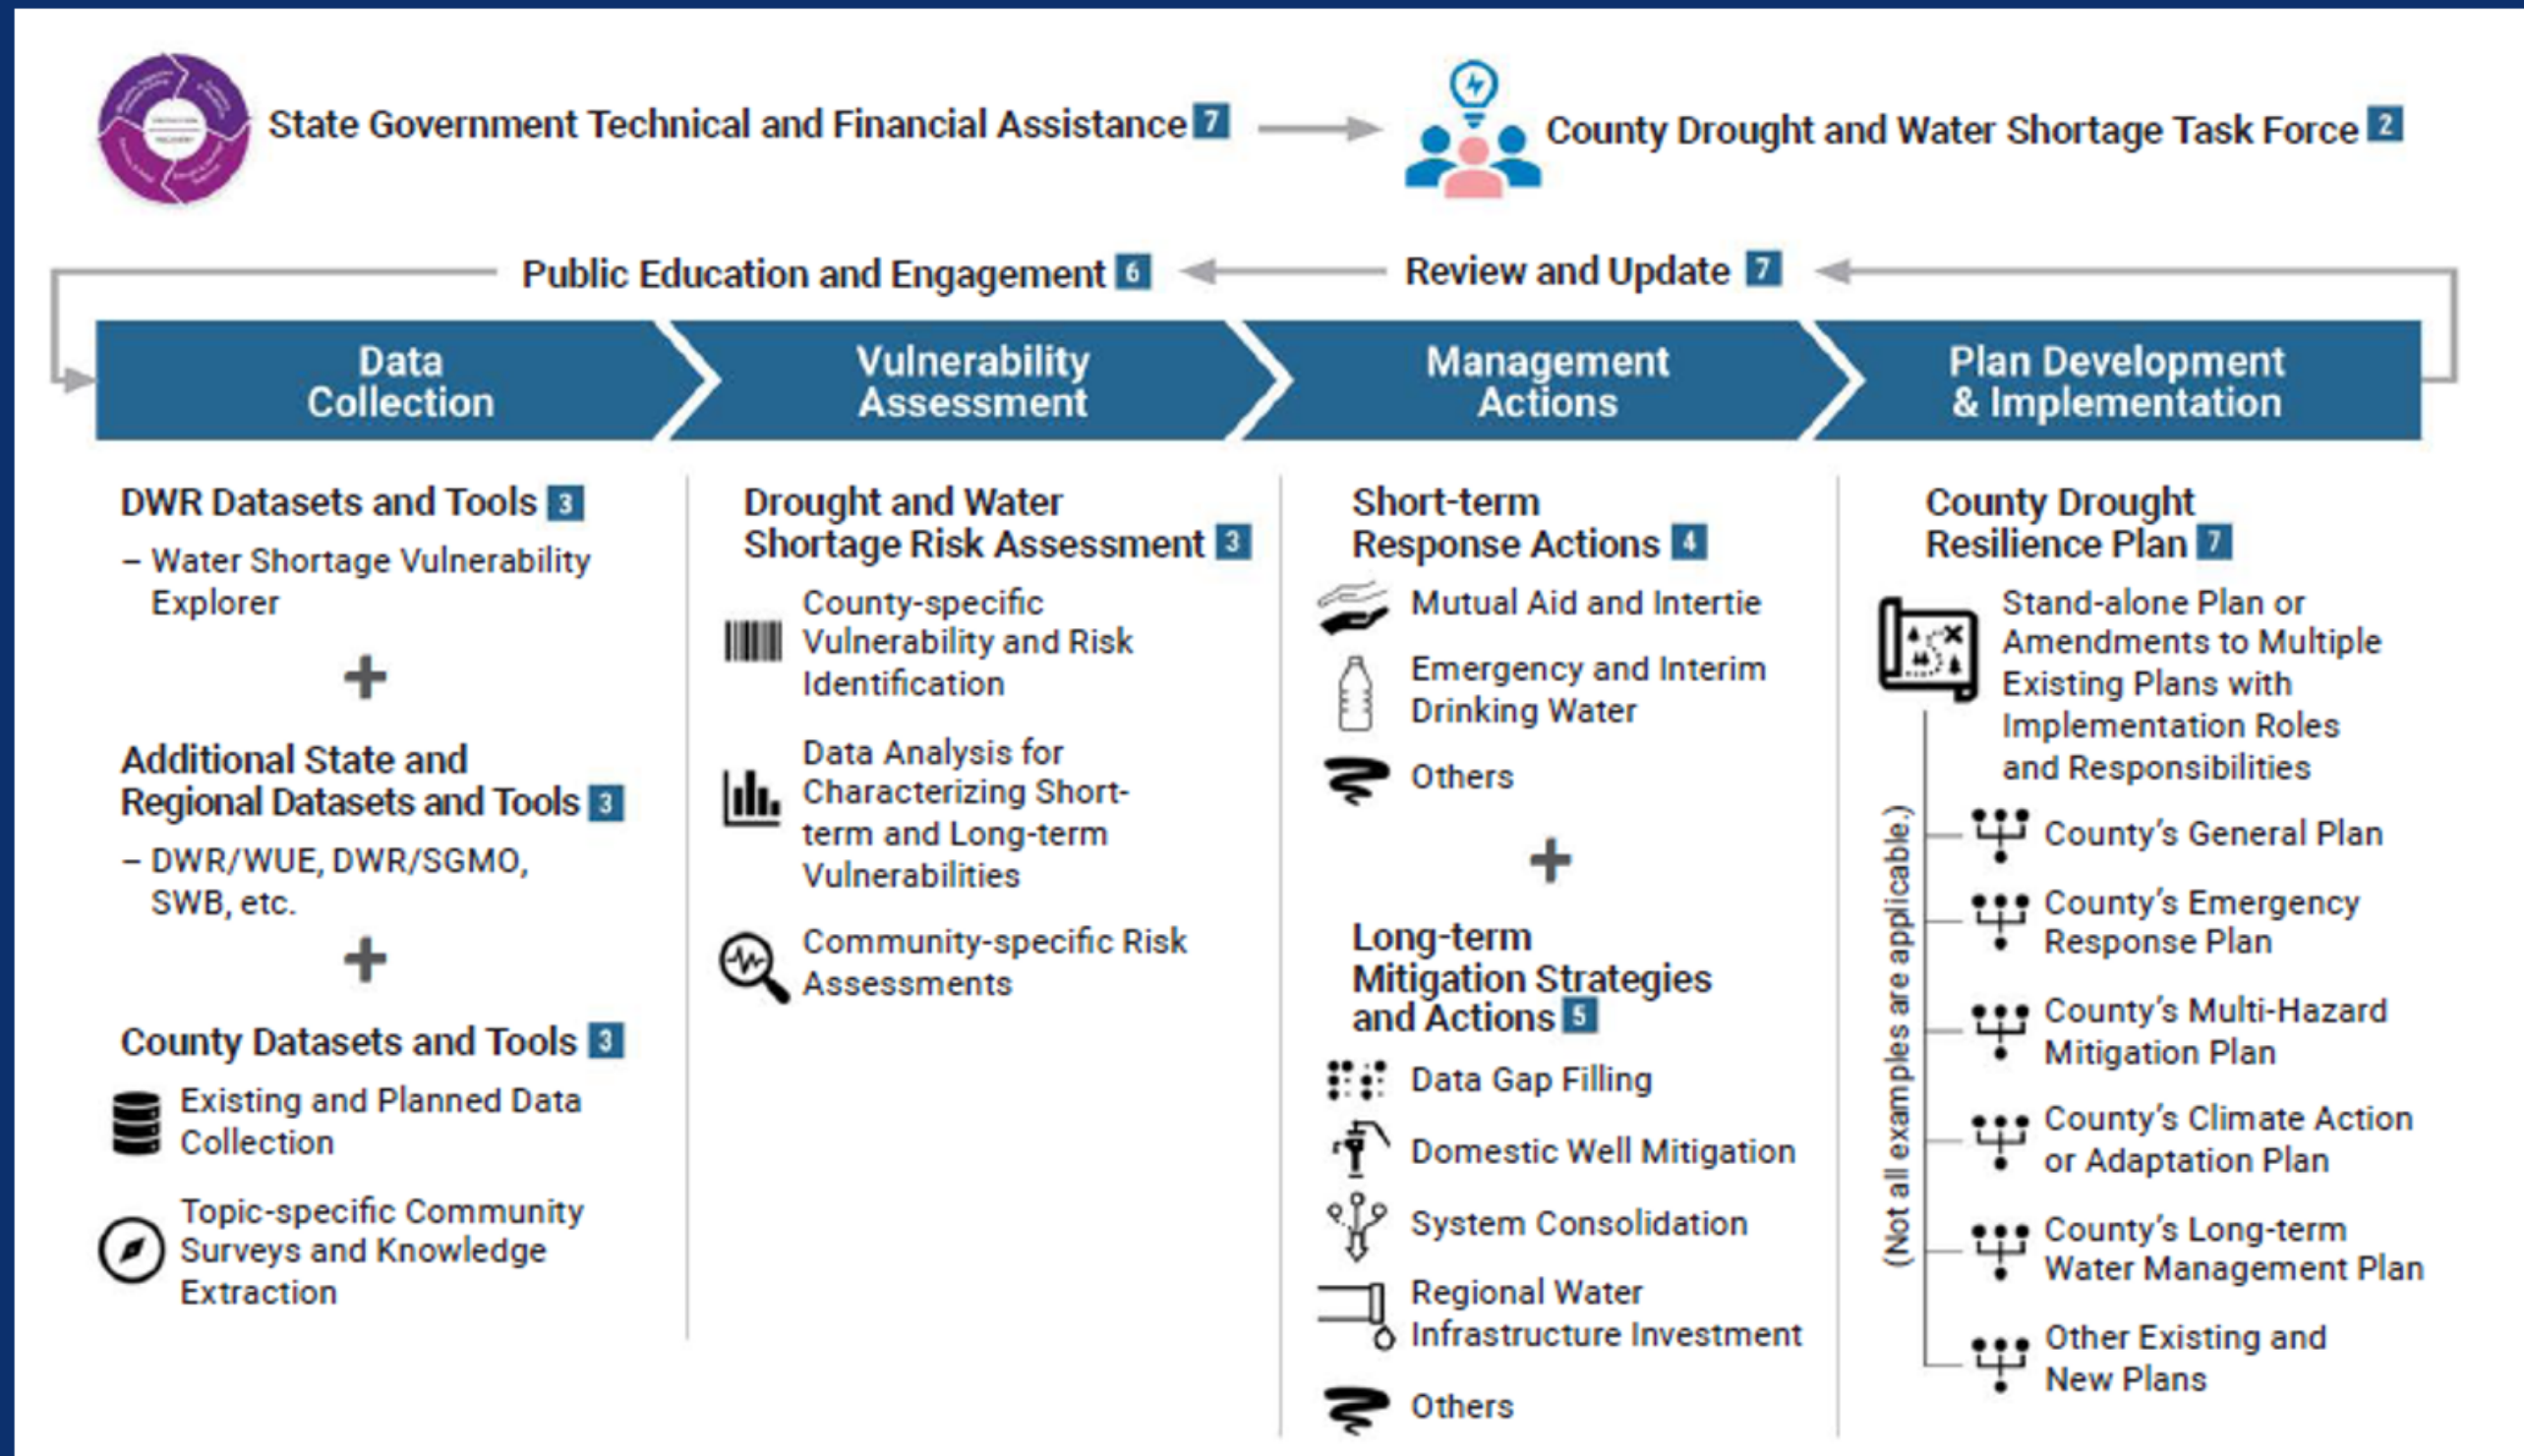 State Government Technical and Financial Assistance 7
County Drought and Water Shortage Task Force 2
Public Education and Engagement 6
Review and Update 7
Data
Collection
Vulnerability
Assessment
Management
Actions
Plan Development
& Implementation
DWR Datasets and Tools 3
– Water Shortage Vulnerability
Explorer
+
Additional State and
Regional Datasets and Tools 3
– DWR/WUE, DWR/SGMO,
SWB, etc.
+
County Datasets and Tools 3
Existing and Planned Data
Collection
Topic-specific Community
Surveys and Knowledge
Extraction
Drought and Water
Shortage Risk Assessment 3
County-specific
Vulnerability and Risk
Identification
Data Analysis for
Characterizing Short-
term and Long-term
Vulnerabilities
Community-specific Risk
Assessments
Short-term
Response Actions 4
Mutual Aid and Intertie
Emergency and Interim
Drinking Water
Others
+
Long-term
Mitigation Strategies
and Actions 5
Data Gap Filling
Domestic Well Mitigation
System Consolidation
Regional Water
Infrastructure Investment
Others
County Drought
Resilience Plan 7
Stand-alone Plan or
Amendments to Multiple
Existing Plans with
Implementation Roles
and Responsibilities
(Not all examples are applicable.)
County's General Plan
County's Emergency
Response Plan
County's Multi-Hazard
Mitigation Plan
County's Climate Action
or Adaptation Plan
County's Long-term
Water Management Plan
Other Existing and
New Plans